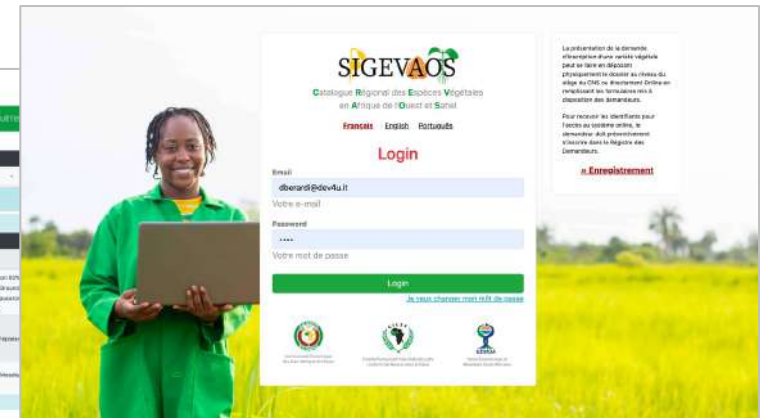 SIGEVAOS
Catalogue Régional des Espèces Végétales
en Afrique de l'Ouest et Sahel
Français English Português
Login
Email
dberardi@dev4u.it
Votre e-mail
Password
····
Votre mot de passe
Login
Je veux changer mon mot de passe
La présentation de la demande
d'inscription d'une variété végétale
peut se faire en déposant
physiquement le dossier au niveau du
siège du CNS ou directement Online en
remplissant les formulaires mis à
disposition des demandeurs.
Pour recevoir les identifiants pour
l'accès au système online, le
demandeur doit préventivement
s'inscrire dans le Régistre des
Demandeurs.
» Enregistrement